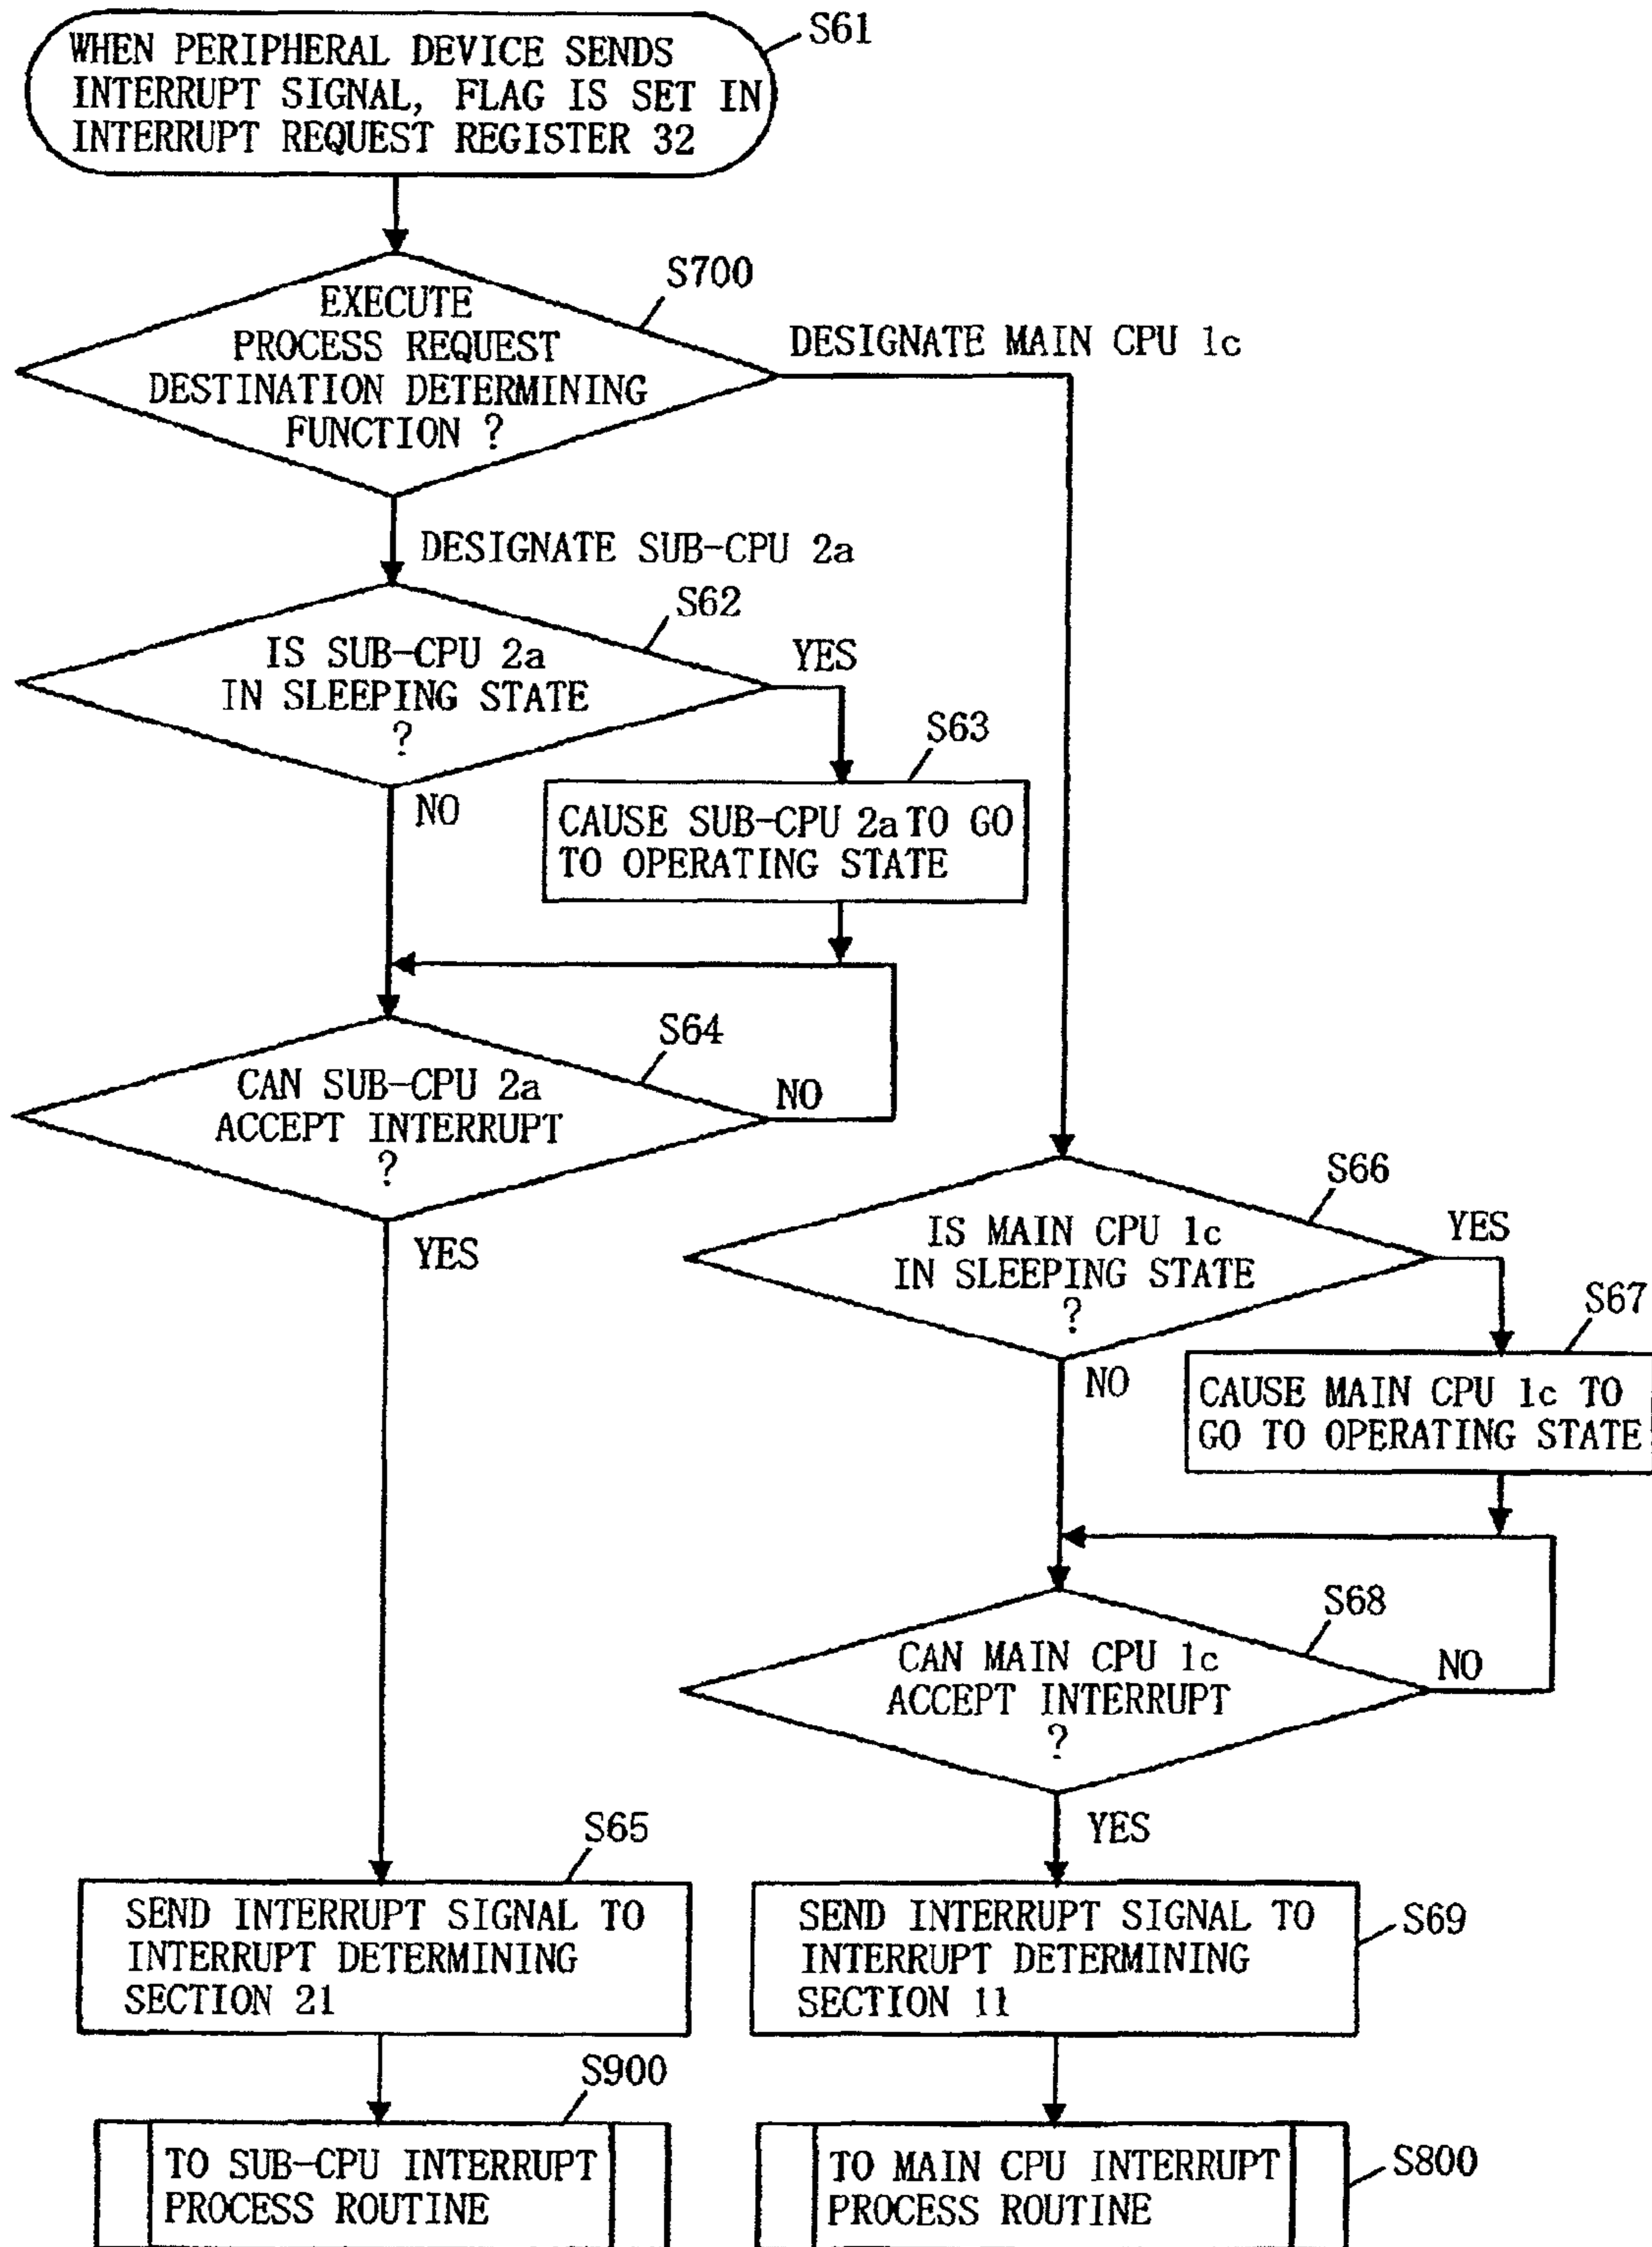 S61
WHEN PERIPHERAL DEVICE SENDS
INTERRUPT SIGNAL, FLAG IS SET IN
INTERRUPT REQUEST REGISTER 32
S700
EXECUTE
PROCESS REQUEST
DESTINATION DETERMINING
FUNCTION ?
DESIGNATE MAIN CPU 1c
DESIGNATE SUB-CPU 2a
S62
IS SUB-CPU 2a
IN SLEEPING STATE
?
YES
NO
S63
CAUSE SUB-CPU 2a TO GO
TO OPERATING STATE
S64
CAN SUB-CPU 2a
ACCEPT INTERRUPT
?
NO
YES
S66
IS MAIN CPU 1c
IN SLEEPING STATE
?
YES
NO
S67
CAUSE MAIN CPU 1c TO
GO TO OPERATING STATE
S68
CAN MAIN CPU 1c
ACCEPT INTERRUPT
?
NO
YES
S65
SEND INTERRUPT SIGNAL TO
INTERRUPT DETERMINING
SECTION 21
S69
SEND INTERRUPT SIGNAL TO
INTERRUPT DETERMINING
SECTION 11
S900
TO SUB-CPU INTERRUPT
PROCESS ROUTINE
S800
TO MAIN CPU INTERRUPT
PROCESS ROUTINE